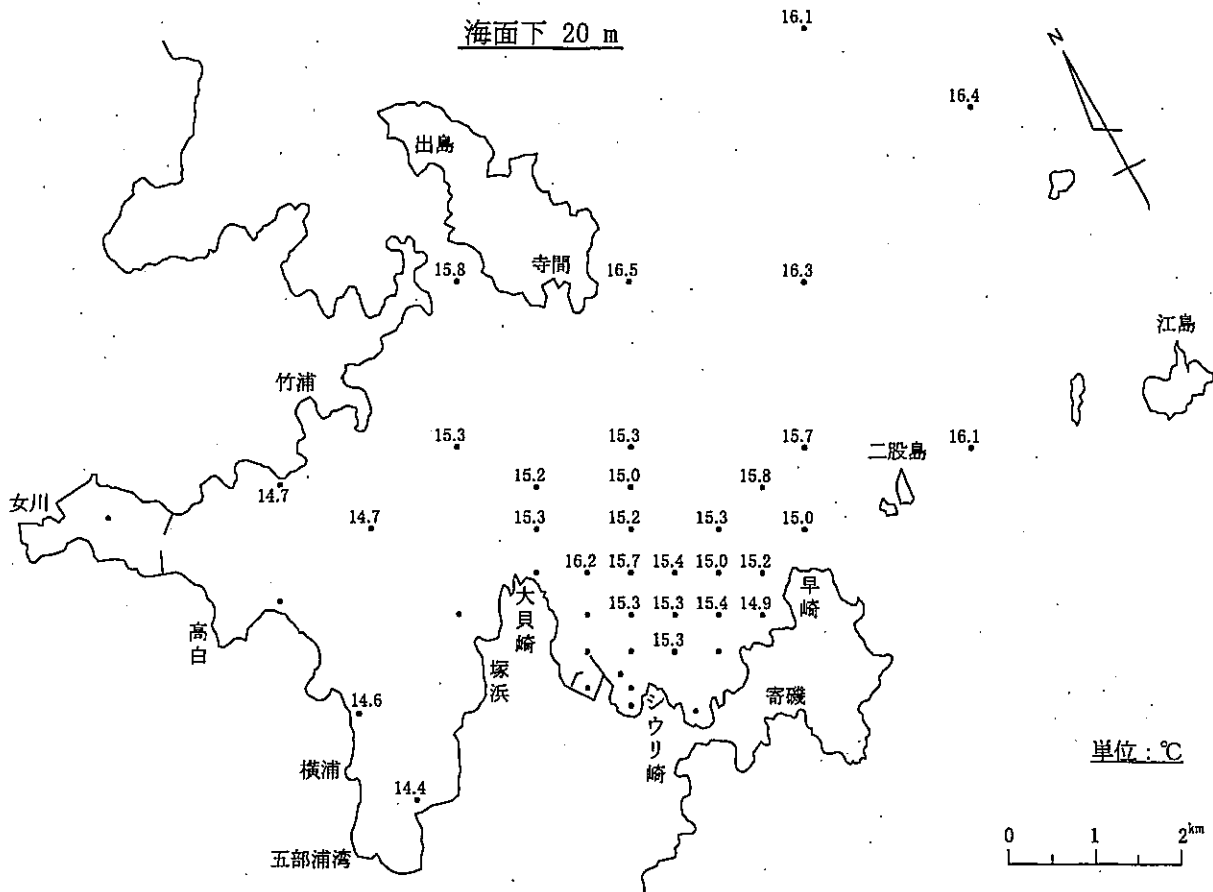 海面下 20 m
16.1
N
16.4
出島
寺間
15.8
16.5
16.3
江島
竹浦
15.3
15.3
15.7
16.1
二股島
15.2
15.0
15.8
女川
14.7
14.7
15.3
15.2
15.3
15.0
16.2
15.7
15.4
15.0
15.2
大貝崎
早崎
15.3
15.3
15.4
14.9
高白
15.3
塚浜
シウリ崎
寄磯
14.6
横浦
単位：℃
14.4
五部浦湾
0 1 2km